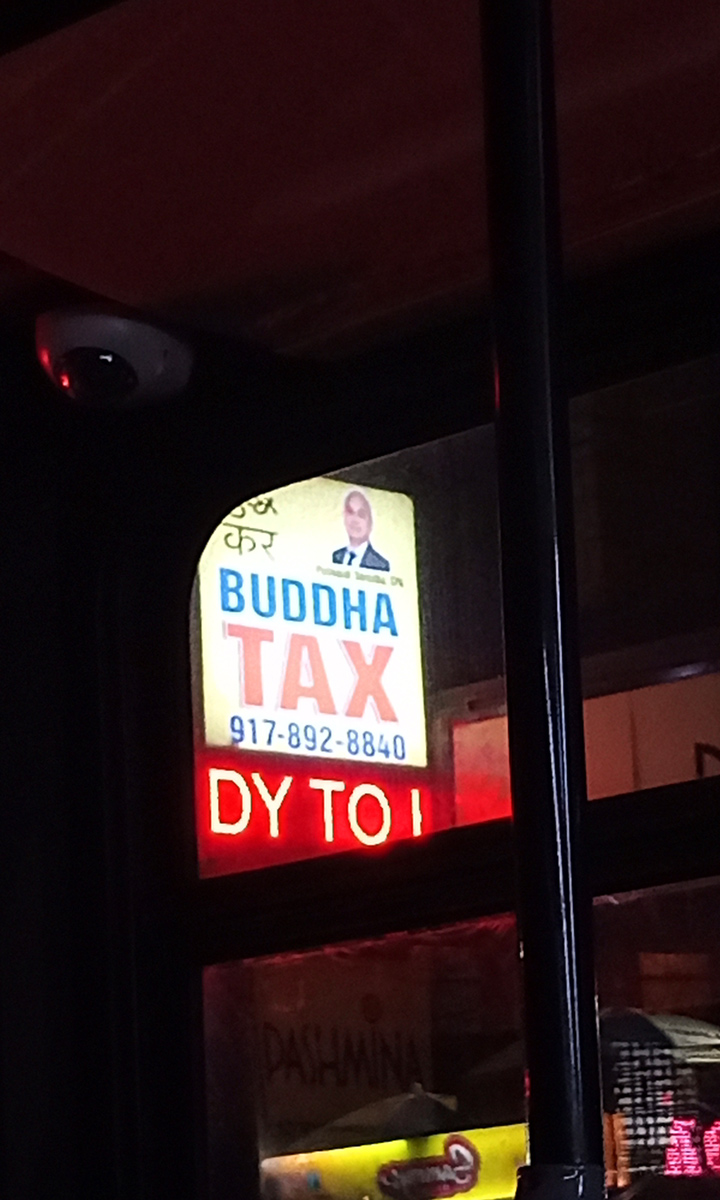 कर
BUDDHA
TAX
917-892-8840
DY TO
PASHMINA